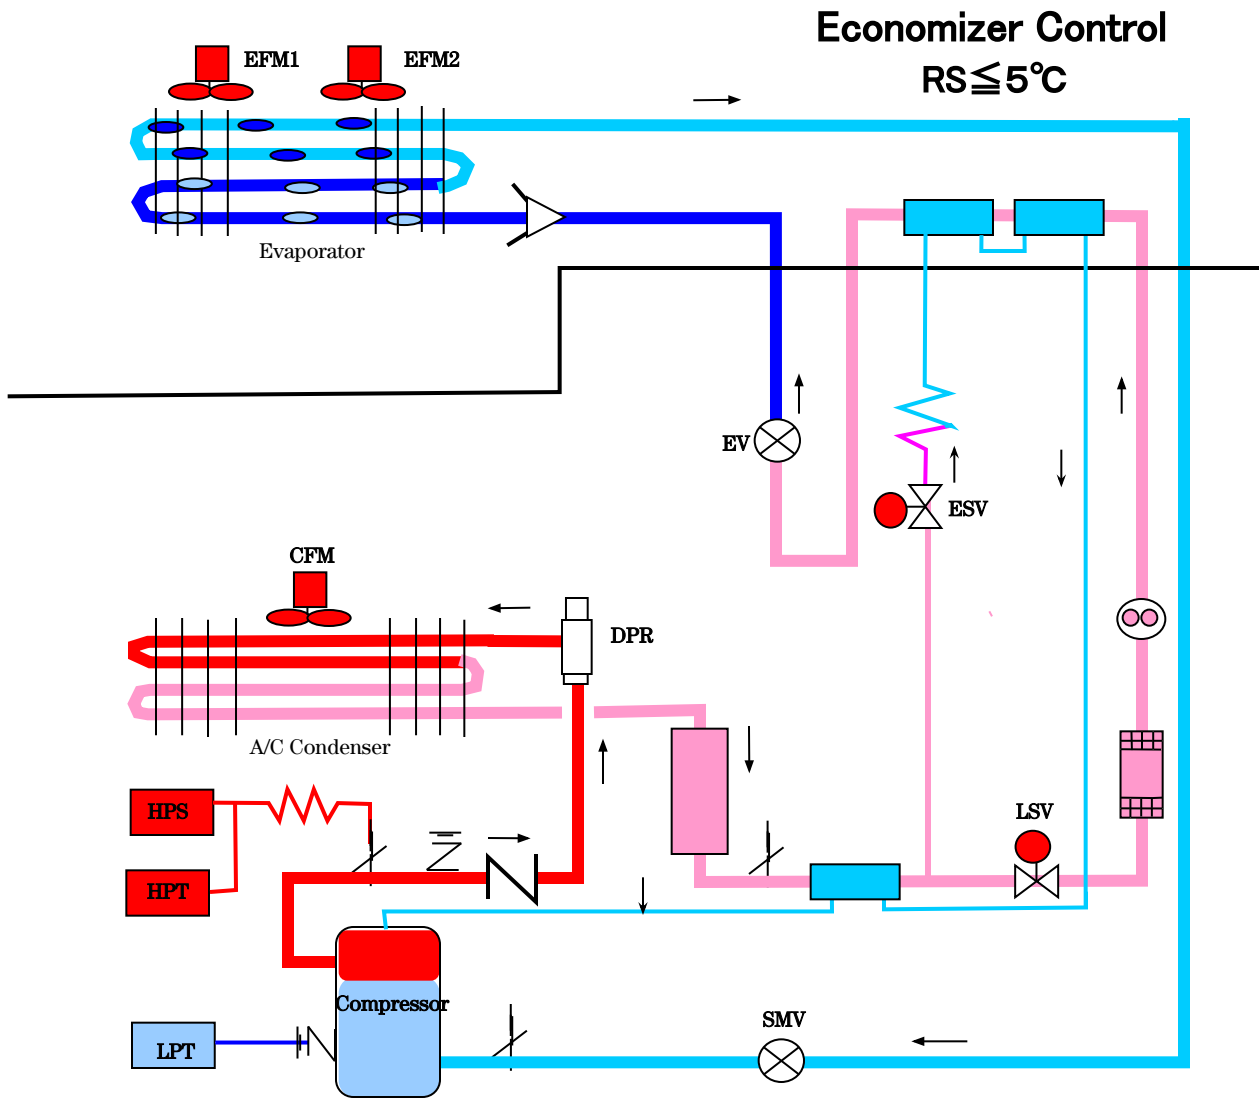 Economizer Control
RS≦5℃
EFM1
EFM2
Evaporator
EV
ESV
CFM
DPR
A/C Condenser
HPS
LSV
HPT
Compressor
SMV
LPT